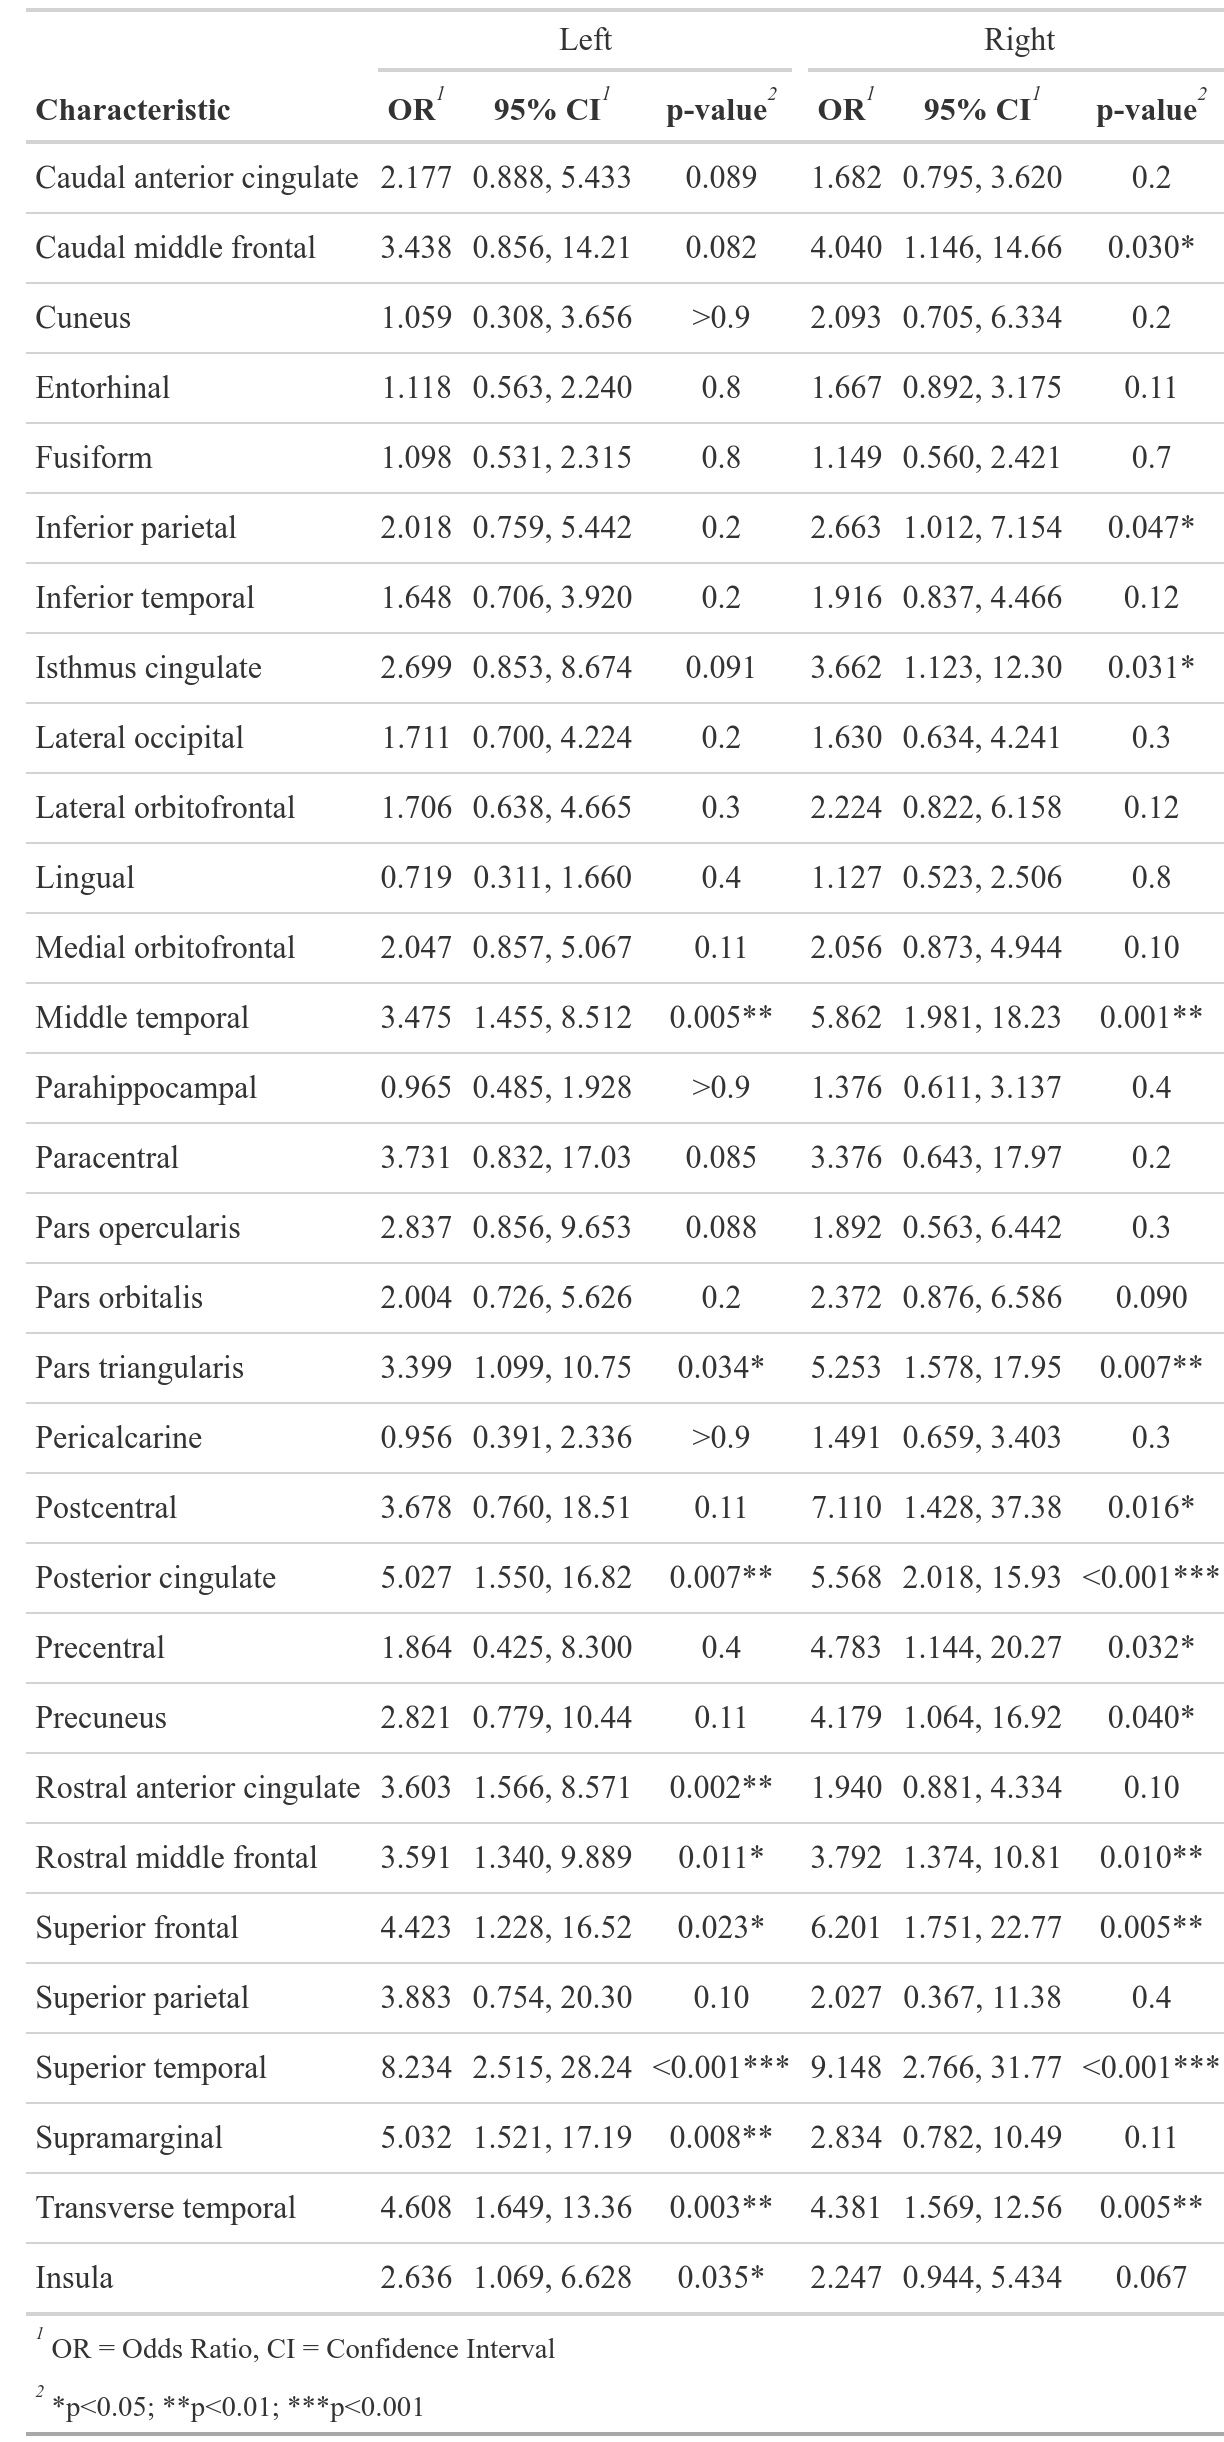 Left Right
Characteristic OR1 95% CI1 p-value2 OR1 95% CI1 p-value2
Caudal anterior cingulate 2.177 0.888, 5.433 0.089 1.682 0.795, 3.620 0.2
Caudal middle frontal 3.438 0.856, 14.21 0.082 4.040 1.146, 14.66 0.030*
Cuneus 1.059 0.308, 3.656 >0.9 2.093 0.705, 6.334 0.2
Entorhinal 1.118 0.563, 2.240 0.8 1.667 0.892, 3.175 0.11
Fusiform 1.098 0.531, 2.315 0.8 1.149 0.560, 2.421 0.7
Inferior parietal 2.018 0.759, 5.442 0.2 2.663 1.012, 7.154 0.047*
Inferior temporal 1.648 0.706, 3.920 0.2 1.916 0.837, 4.466 0.12
Isthmus cingulate 2.699 0.853, 8.674 0.091 3.662 1.123, 12.30 0.031*
Lateral occipital 1.711 0.700, 4.224 0.2 1.630 0.634, 4.241 0.3
Lateral orbitofrontal 1.706 0.638, 4.665 0.3 2.224 0.822, 6.158 0.12
Lingual 0.719 0.311, 1.660 0.4 1.127 0.523, 2.506 0.8
Medial orbitofrontal 2.047 0.857, 5.067 0.11 2.056 0.873, 4.944 0.10
Middle temporal 3.475 1.455, 8.512 0.005** 5.862 1.981, 18.23 0.001**
Parahippocampal 0.965 0.485, 1.928 >0.9 1.376 0.611, 3.137 0.4
Paracentral 3.731 0.832, 17.03 0.085 3.376 0.643, 17.97 0.2
Pars opercularis 2.837 0.856, 9.653 0.088 1.892 0.563, 6.442 0.3
Pars orbitalis 2.004 0.726, 5.626 0.2 2.372 0.876, 6.586 0.090
Pars triangularis 3.399 1.099, 10.75 0.034* 5.253 1.578, 17.95 0.007**
Pericalcarine 0.956 0.391, 2.336 >0.9 1.491 0.659, 3.403 0.3
Postcentral 3.678 0.760, 18.51 0.11 7.110 1.428, 37.38 0.016*
Posterior cingulate 5.027 1.550, 16.82 0.007** 5.568 2.018, 15.93 <0.001***
Precentral 1.864 0.425, 8.300 0.4 4.783 1.144, 20.27 0.032*
Precuneus 2.821 0.779, 10.44 0.11 4.179 1.064, 16.92 0.040*
Rostral anterior cingulate 3.603 1.566, 8.571 0.002** 1.940 0.881, 4.334 0.10
Rostral middle frontal 3.591 1.340, 9.889 0.011* 3.792 1.374, 10.81 0.010**
Superior frontal 4.423 1.228, 16.52 0.023* 6.201 1.751, 22.77 0.005**
Superior parietal 3.883 0.754, 20.30 0.10 2.027 0.367, 11.38 0.4
Superior temporal 8.234 2.515, 28.24 <0.001*** 9.148 2.766, 31.77 <0.001***
Supramarginal 5.032 1.521, 17.19 0.008** 2.834 0.782, 10.49 0.11
Transverse temporal 4.608 1.649, 13.36 0.003** 4.381 1.569, 12.56 0.005**
Insula 2.636 1.069, 6.628 0.035* 2.247 0.944, 5.434 0.067
1 OR = Odds Ratio, CI = Confidence Interval
2 *p<0.05; **p<0.01; ***p<0.001